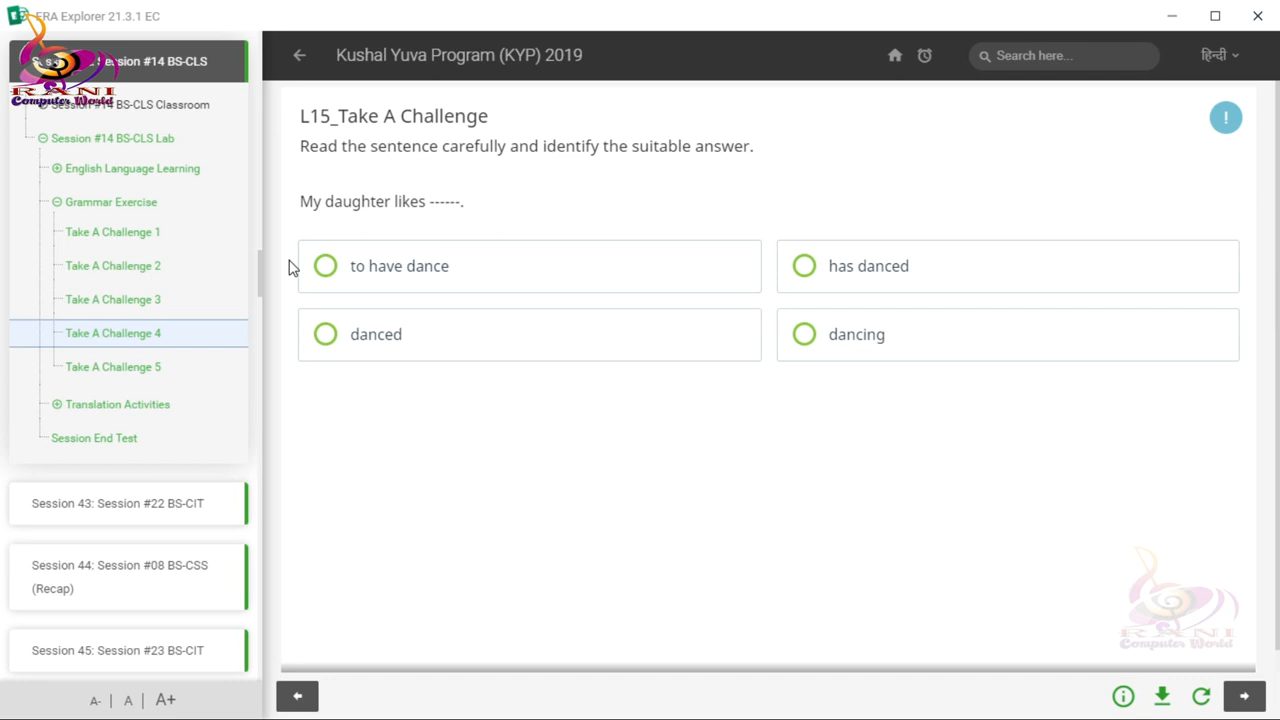 ERA Explorer 21.3.1 EC
Session #14 BS-CLS
RANI
Computer World
Session #14 BS-CLS Classroom
Session #14 BS-CLS Lab
English Language Learning
Grammar Exercise
Take A Challenge 1
Take A Challenge 2
Take A Challenge 3
Take A Challenge 4
Take A Challenge 5
Translation Activities
Session End Test
Session 43: Session #22 BS-CIT
Session 44: Session #08 BS-CSS
(Recap)
Session 45: Session #23 BS-CIT
A- | A | A+
Kushal Yuva Program (KYP) 2019
Search here...
हिन्दी
L15_Take A Challenge
Read the sentence carefully and identify the suitable answer.
My daughter likes ------.
to have dance
has danced
danced
dancing
RANI
Computer World